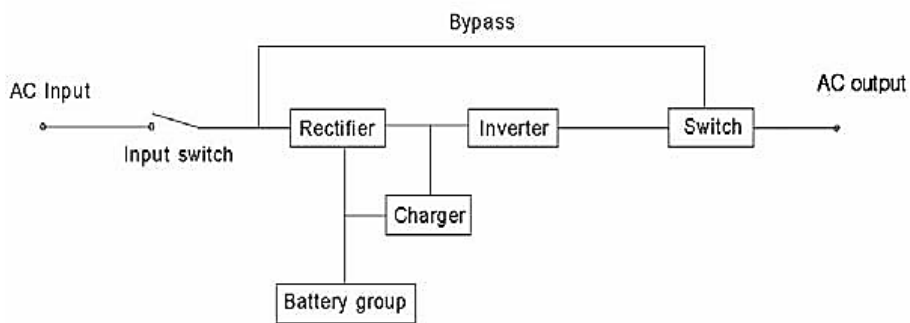 Bypass
AC Input
AC output
Rectifier
Inverter
Switch
Input switch
Charger
Battery group